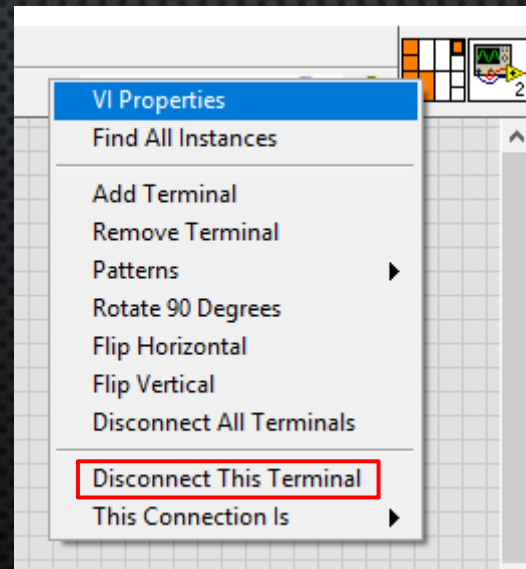 2
VI Properties
Find All Instances
Add Terminal
Remove Terminal
Patterns
Rotate 90 Degrees
Flip Horizontal
Flip Vertical
Disconnect All Terminals
Disconnect This Terminal
This Connection Is